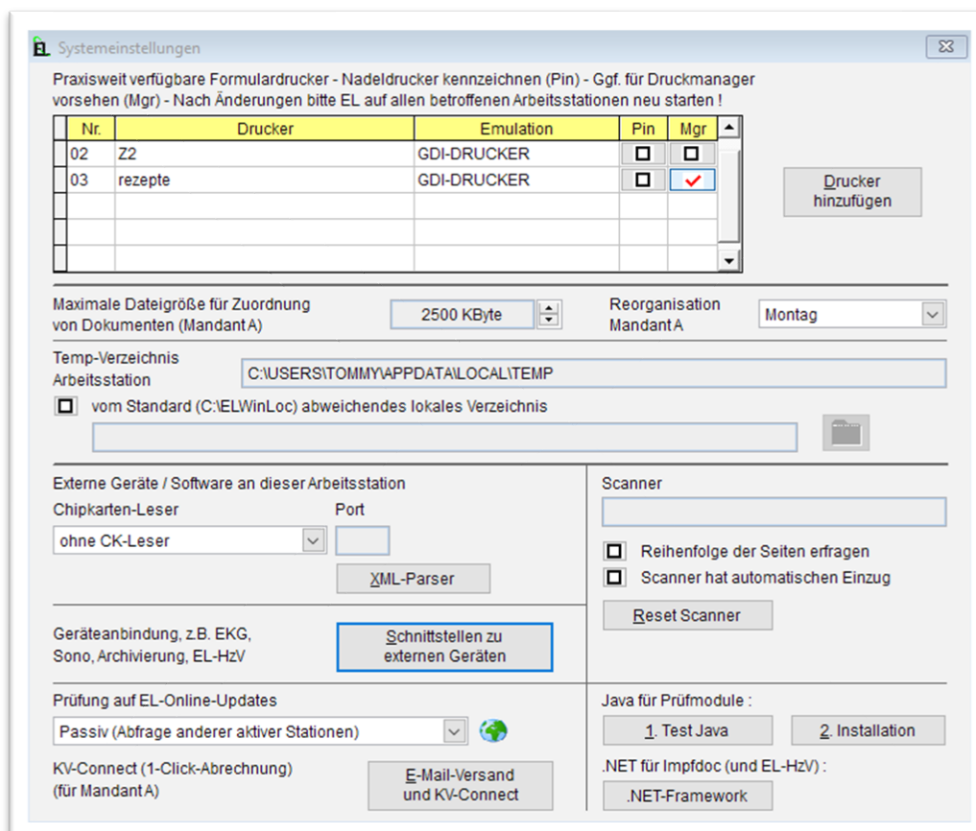 EL Systemeinstellungen
Praxisweit verfügbare Formulardrucker - Nadeldrucker kennzeichnen (Pin) - Ggf. für Druckmanager
vorsehen (Mgr) - Nach Änderungen bitte EL auf allen betroffenen Arbeitsstationen neu starten !
Nr. Drucker Emulation Pin Mgr
02 Z2 GDI-DRUCKER
03 rezepte GDI-DRUCKER
Drucker
hinzufügen
Maximale Dateigröße für Zuordnung
von Dokumenten (Mandant A)
2500 KByte
Reorganisation
Mandant A
Montag
Temp-Verzeichnis
Arbeitsstation
C:\USERS\TOMMY\APPDATA\LOCAL\TEMP
vom Standard (C:\ELWinLoc) abweichendes lokales Verzeichnis
Externe Geräte / Software an dieser Arbeitsstation
Chipkarten-Leser Port
ohne CK-Leser
XML-Parser
Scanner
Reihenfolge der Seiten erfragen
Scanner hat automatischen Einzug
Reset Scanner
Geräteanbindung, z.B. EKG,
Sono, Archivierung, EL-HzV
Schnittstellen zu
externen Geräten
Prüfung auf EL-Online-Updates
Passiv (Abfrage anderer aktiver Stationen)
KV-Connect (1-Click-Abrechnung)
(für Mandant A)
E-Mail-Versand
und KV-Connect
Java für Prüfmodule :
1. Test Java 2. Installation
.NET für Impfdoc (und EL-HzV) :
.NET-Framework